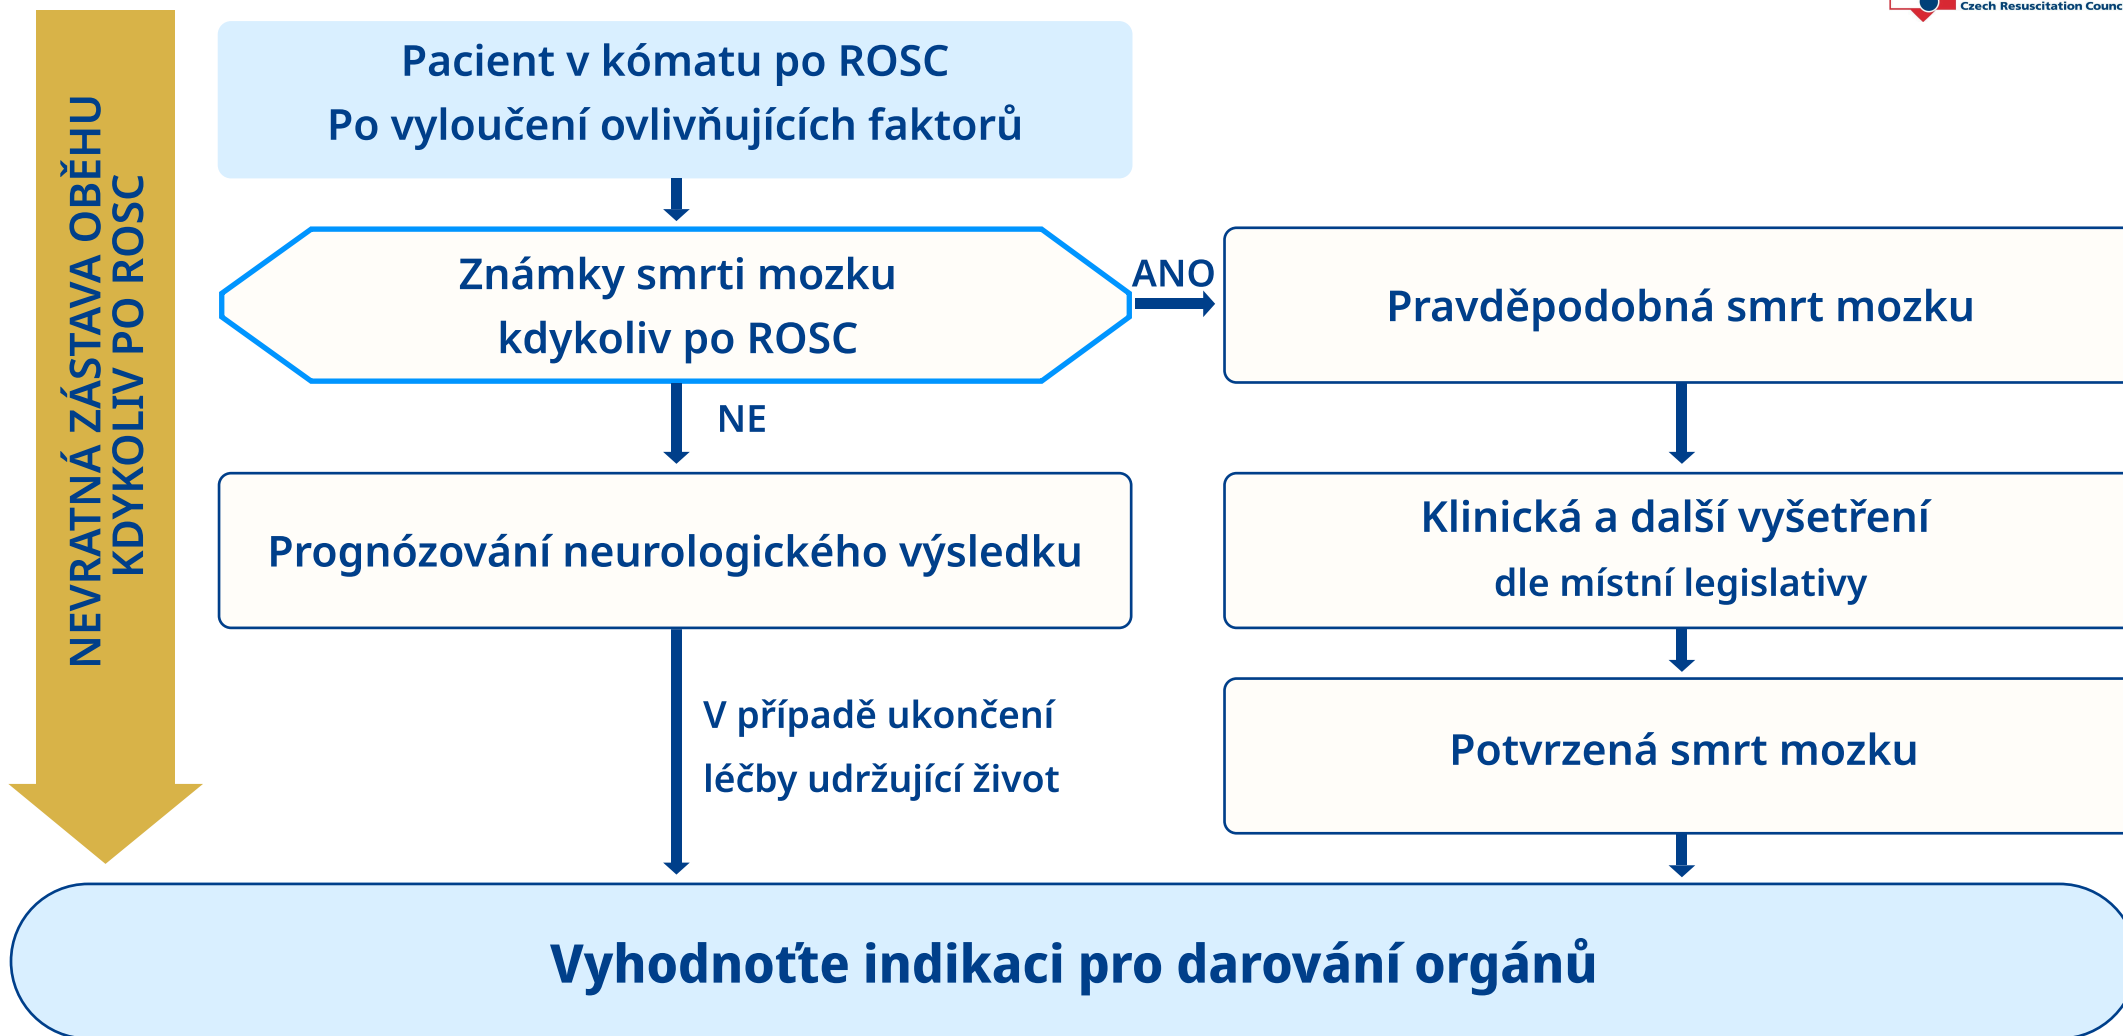 Czech Resuscitation Counc
NEVRATNÁ ZÁSTAVA OBĚHU
KDYKOLIV PO ROSC
Pacient v kómatu po ROSC
Po vyloučení ovlivňujících faktorů
Známky smrti mozku
kdykoliv po ROSC
ANO
Pravděpodobná smrt mozku
NE
Prognózování neurologického výsledku
Klinická a další vyšetření
dle místní legislativy
V případě ukončení
léčby udržující život
Potvrzená smrt mozku
Vyhodnoťte indikaci pro darování orgánů